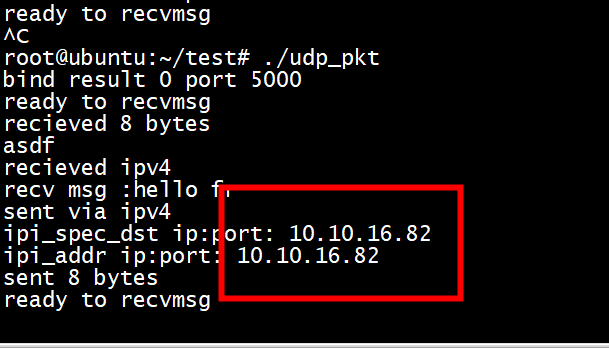 ready to recvmsg
^C
root@ubuntu:~/test# ./udp_pkt
bind result 0 port 5000
ready to recvmsg
recieved 8 bytes
asdf
recieved ipv4
recv msg :hello
sent via ipv4
ipi_spec_dst ip:port: 10.10.16.82
ipi_addr ip:port: 10.10.16.82
sent 8 bytes
ready to recvmsg